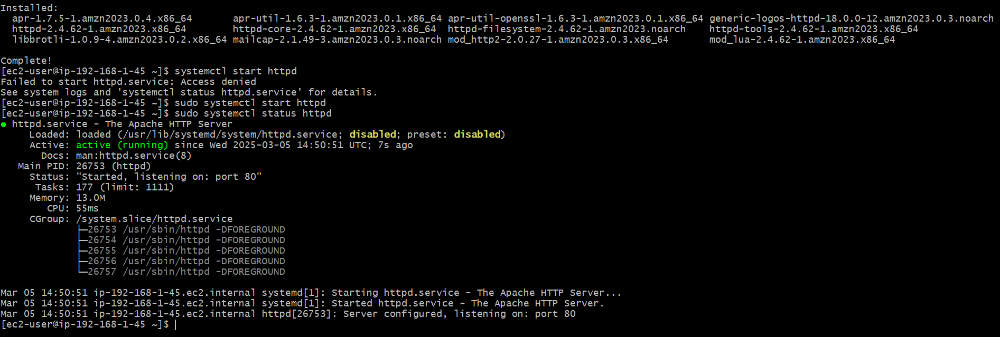 Installed:
  apr-1.7.5-1.amzn2023.0.4.x86_64       apr-util-1.6.3-1.amzn2023.0.1.x86_64 apr-util-openssl-1.6.3-1.amzn2023.0.1.x86_64 generic-logos-httpd-18.0.0-12.amzn2023.0.3.noarch
  httpd-2.4.62-1.amzn2023.x86_64        httpd-core-2.4.62-1.amzn2023.x86_64  httpd-filesystem-2.4.62-1.amzn2023.noarch    httpd-tools-2.4.62-1.amzn2023.x86_64
  libbrotli-1.0.9-4.amzn2023.0.2.x86_64 mailcap-2.1.49-3.amzn2023.0.3.noarch mod_http2-2.0.27-1.amzn2023.0.3.x86_64       mod_lua-2.4.62-1.amzn2023.x86_64
Complete!
[ec2-user@ip-192-168-1-45 ~]$ systemctl start httpd
Failed to start httpd.service: Access denied
See system logs and 'systemctl status httpd.service' for details.
[ec2-user@ip-192-168-1-45 ~]$ sudo systemctl start httpd
[ec2-user@ip-192-168-1-45 ~]$ sudo systemctl status httpd
● httpd.service - The Apache HTTP Server
     Loaded: loaded (/usr/lib/systemd/system/httpd.service; disabled; preset: disabled)
     Active: active (running) since Wed 2025-03-05 14:50:51 UTC; 7s ago
       Docs: man:httpd.service(8)
   Main PID: 26753 (httpd)
     Status: "Started, listening on: port 80"
      Tasks: 177 (limit: 1111)
     Memory: 13.0M
        CPU: 55ms
     CGroup: /system.slice/httpd.service
             ├─26753 /usr/sbin/httpd -DFOREGROUND
             ├─26754 /usr/sbin/httpd -DFOREGROUND
             ├─26755 /usr/sbin/httpd -DFOREGROUND
             ├─26756 /usr/sbin/httpd -DFOREGROUND
             └─26757 /usr/sbin/httpd -DFOREGROUND
Mar 05 14:50:51 ip-192-168-1-45.ec2.internal systemd[1]: Starting httpd.service - The Apache HTTP Server...
Mar 05 14:50:51 ip-192-168-1-45.ec2.internal systemd[1]: Started httpd.service - The Apache HTTP Server.
Mar 05 14:50:51 ip-192-168-1-45.ec2.internal httpd[26753]: Server configured, listening on: port 80
[ec2-user@ip-192-168-1-45 ~]$